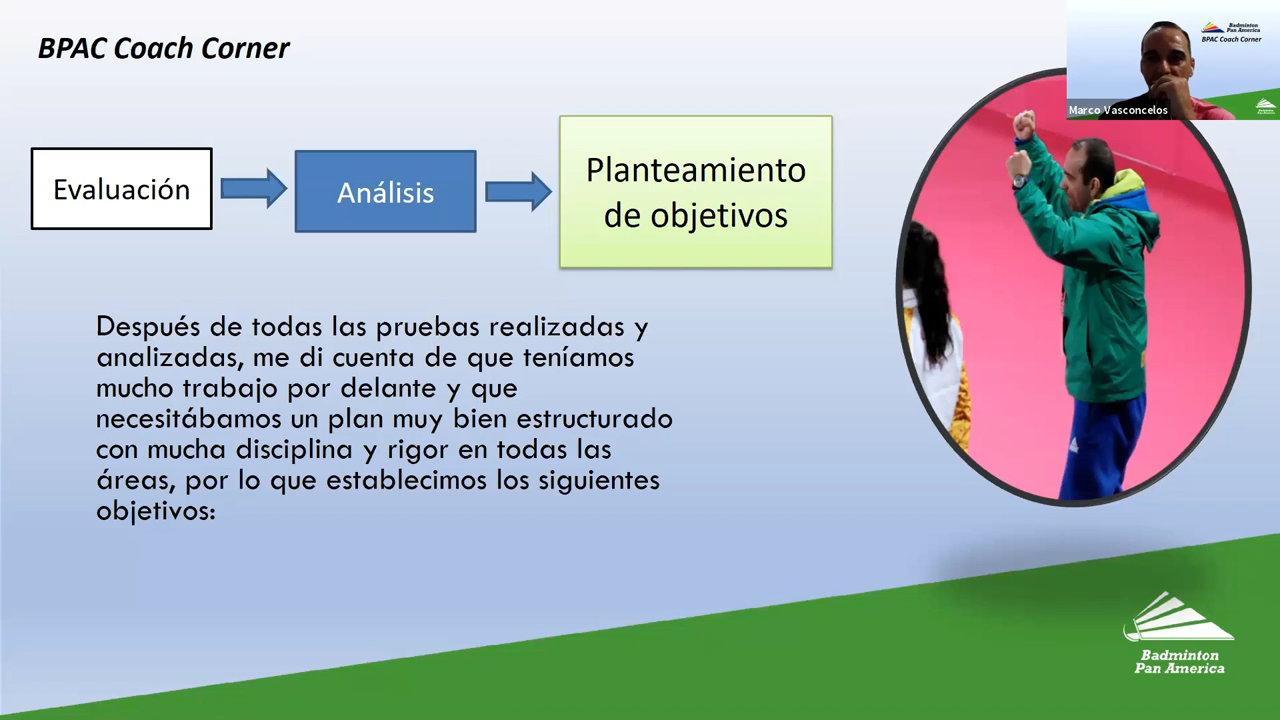 BPAC Coach Corner
Badminton
Pan America
BPAC Coach Corner
Marco Vasconcelos
Evaluación
Análisis
Planteamiento
de objetivos
Después de todas las pruebas realizadas y
analizadas, me di cuenta de que teníamos
mucho trabajo por delante y que
necesitábamos un plan muy bien estructurado
con mucha disciplina y rigor en todas las
áreas, por lo que establecimos los siguientes
objetivos:
Badminton
Pan America